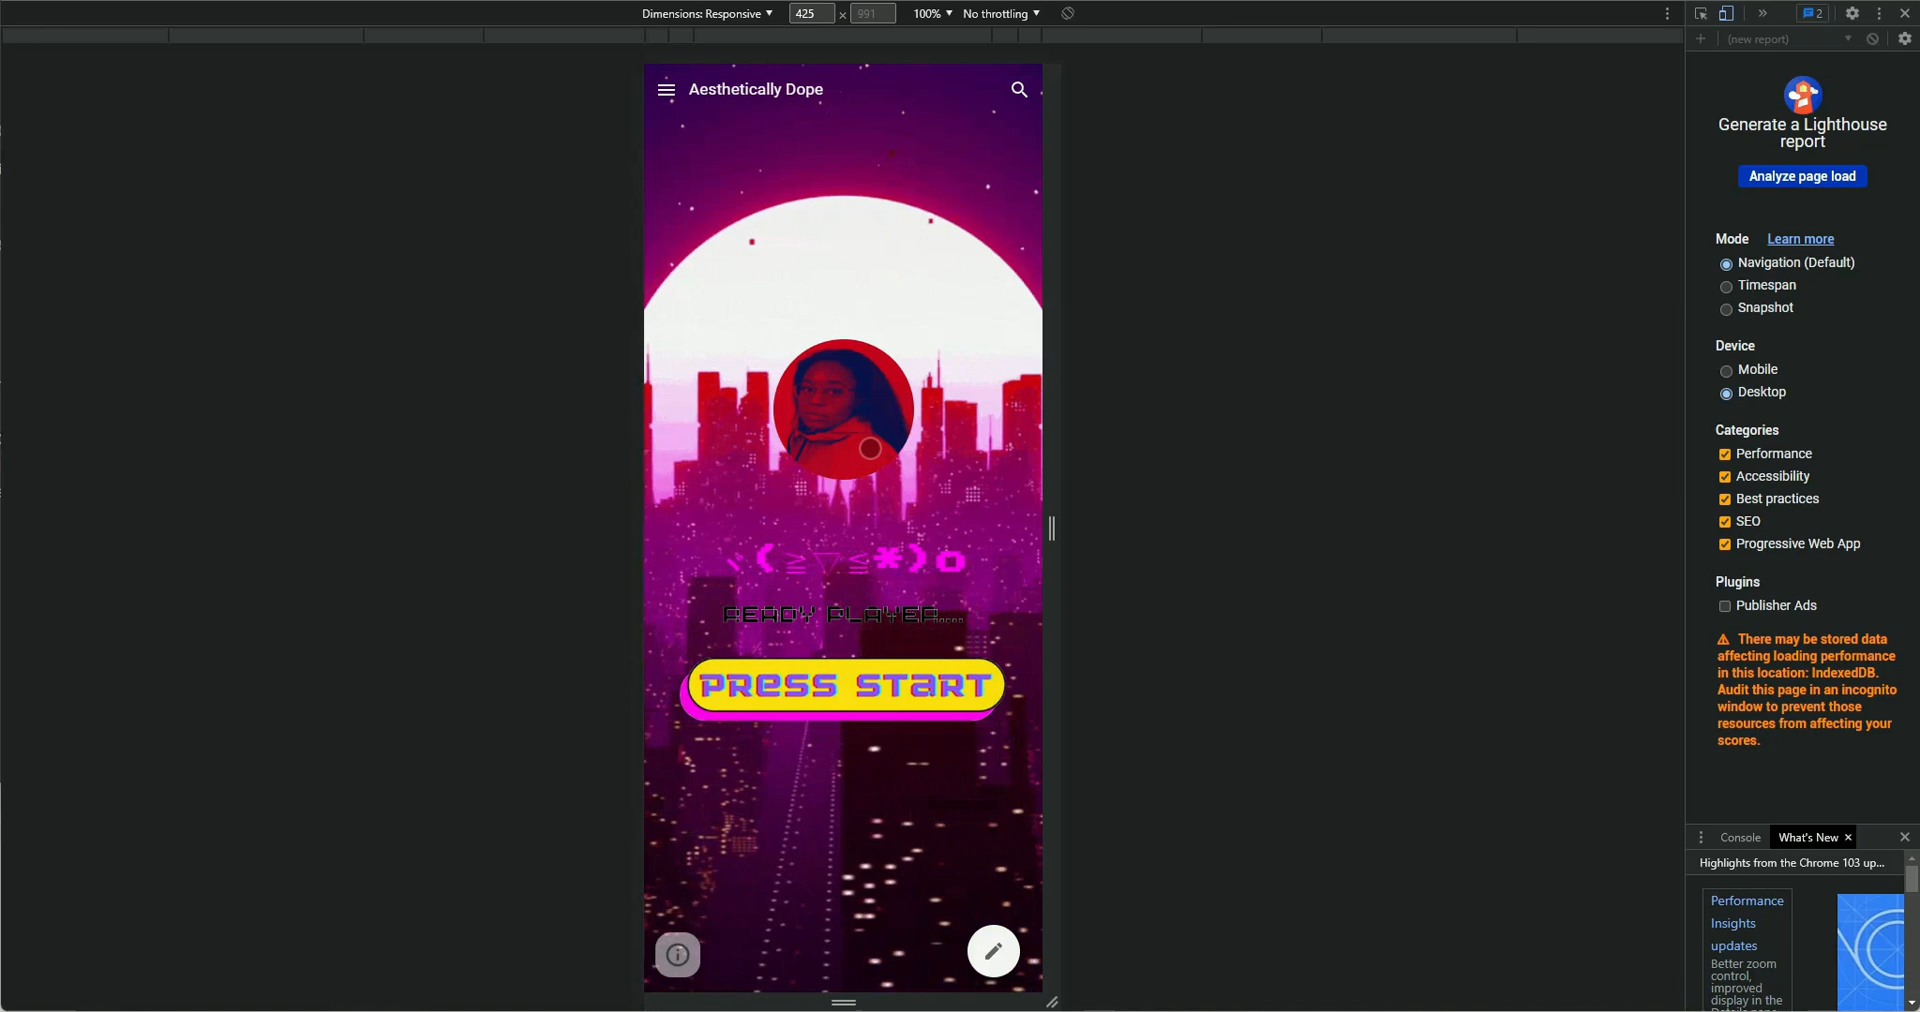 Dimensions: Responsive ▼ 425 × 991 100% ▼ No throttling ▼
2
(new report)
Aesthetically Dope
ヽ(≧▽≦*)o
READY PLAYER....
PRESS START
Generate a Lighthouse
report
Analyze page load
Mode Learn more
Navigation (Default)
Timespan
Snapshot
Device
Mobile
Desktop
Categories
Performance
Accessibility
Best practices
SEO
Progressive Web App
Plugins
Publisher Ads
There may be stored data
affecting loading performance
in this location: IndexedDB.
Audit this page in an incognito
window to prevent those
resources from affecting your
scores.
Console What's New ×
Highlights from the Chrome 103 up...
Performance
Insights
updates
Better zoom
control,
improved
display in the